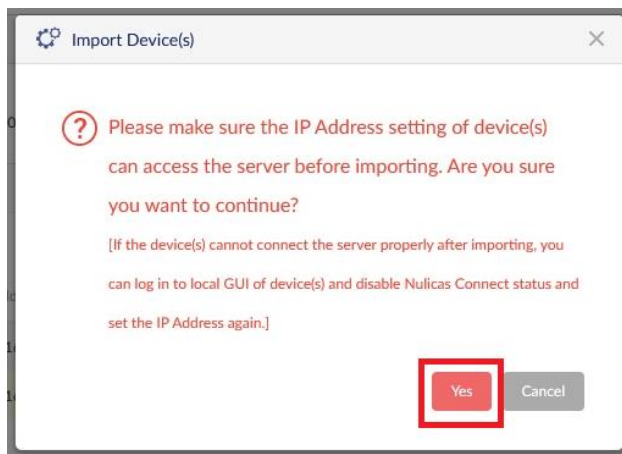 Import Device(s)
Please make sure the IP Address setting of device(s)
can access the server before importing. Are you sure
you want to continue?
[If the device(s) cannot connect the server properly after importing, you
can log in to local GUI of device(s) and disable Nulicas Connect status and
set the IP Address again.]
Yes Cancel